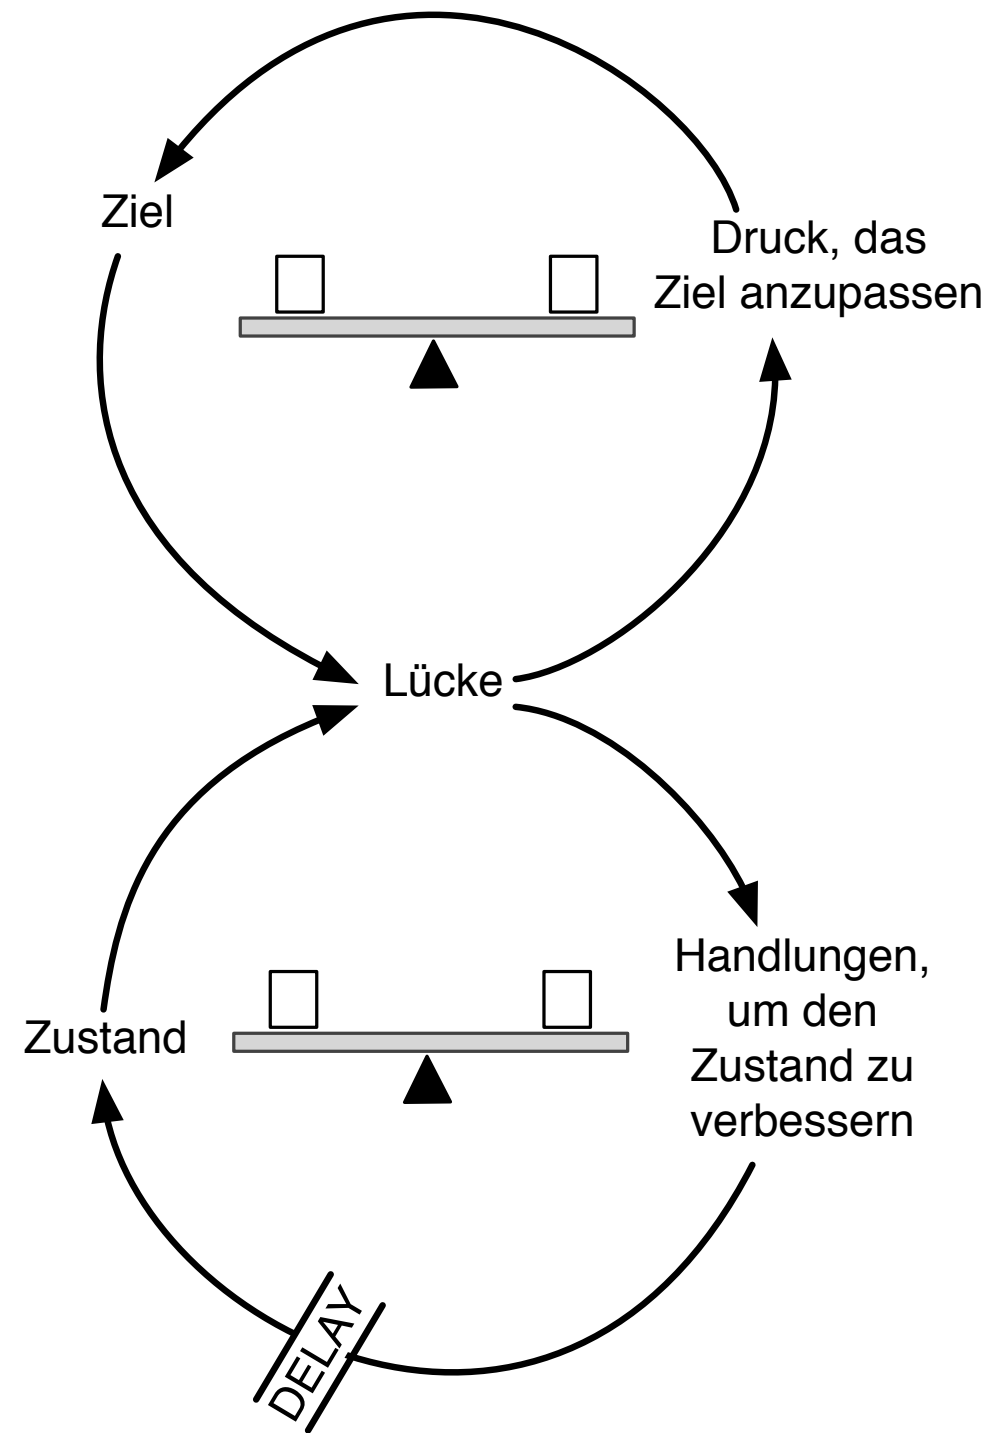 Ziel
Druck, das
Ziel anzupassen
Lücke
Handlungen,
um den
Zustand zu
verbessern
Zustand
DELAY